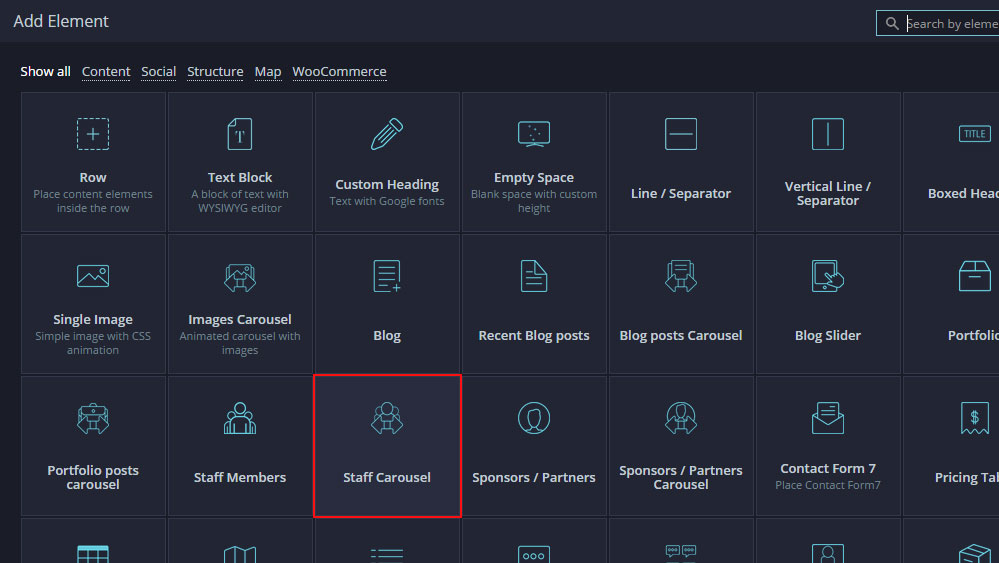 Add Element
Search by eleme
Show all Content Social Structure Map WooCommerce
TITLE
Row
Place content elements
inside the row
Text Block
A block of text with
WYSIWYG editor
Custom Heading
Text with Google fonts
Empty Space
Blank space with custom
height
Line / Separator
Vertical Line /
Separator
Boxed Head
Single Image
Simple image with CSS
animation
Images Carousel
Animated carousel with
images
Blog
Recent Blog posts
Blog posts Carousel
Blog Slider
Portfolio
Portfolio posts
carousel
Staff Members
Staff Carousel
Sponsors / Partners
Sponsors / Partners
Carousel
Contact Form 7
Place Contact Form7
Pricing Tab